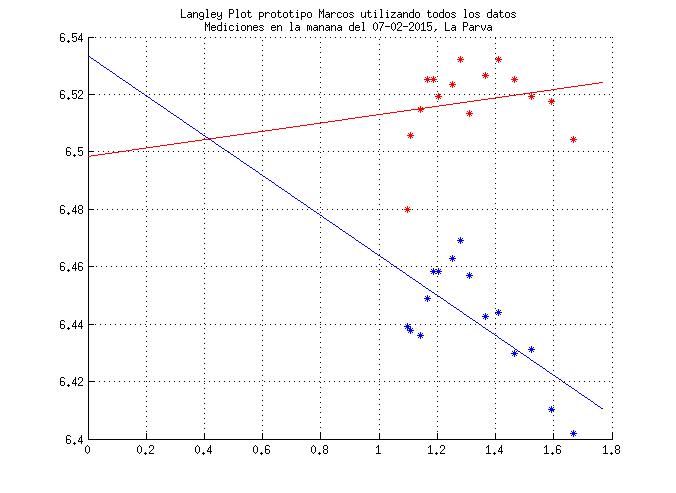 Langley Plot prototipo Marcos utilizando todos los datos
Mediciones en la manana del 07-02-2015, La Parva
6.54
6.52
6.5
6.48
6.46
6.44
6.42
6.4
0 0.2 0.4 0.6 0.8 1 1.2 1.4 1.6 1.8